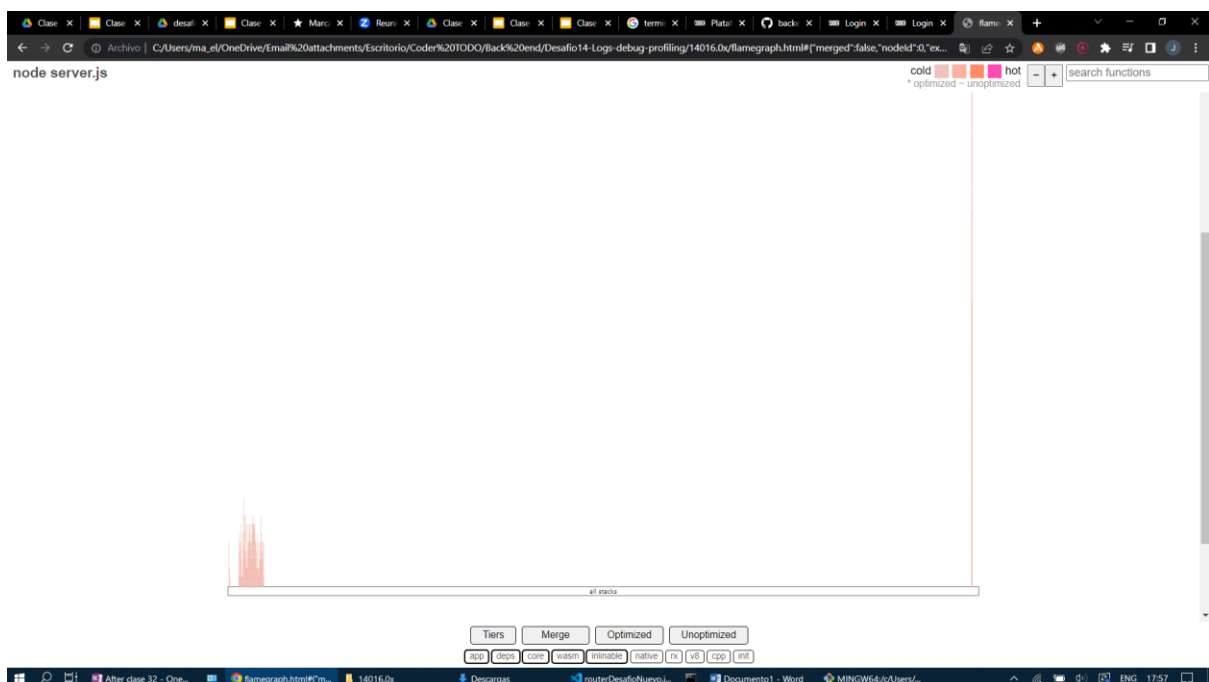 Clase Clase desafi Clase Marc Reuni Clase Clase Clase termi Plataf backe Login Login flame
Archivo C:/Users/ma_el/OneDrive/Email%20attachments/Escritorio/Coder%20TODO/Back%20end/Desafio14-Logs-debug-profiling/14016.0x/flamegraph.html#{"merged":false,"nodeId":0,"ex...
node server.js
cold hot - + search functions
* optimized ~ unoptimized
all stacks
Tiers Merge Optimized Unoptimized
app deps core wasm inlinable native rx v8 cpp init
After clase 32 - One... flamegraph.html#{"m... 14016.0x Descargas routerDesafioNuevo.j... Documento1 - Word MINGW64:/c/Users/... ENG 17:57